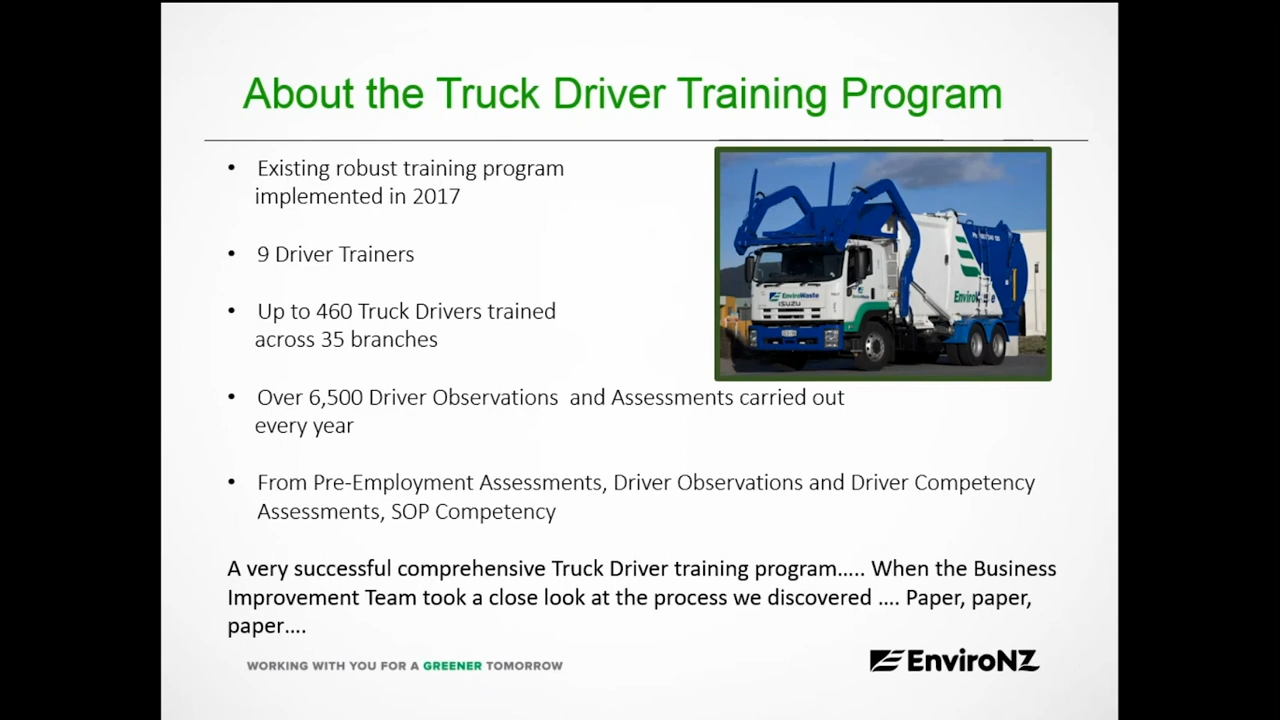 About the Truck Driver Training Program
• Existing robust training program
implemented in 2017
• 9 Driver Trainers
• Up to 460 Truck Drivers trained
across 35 branches
• Over 6,500 Driver Observations  and Assessments carried out
every year
• From Pre-Employment Assessments, Driver Observations and Driver Competency
Assessments, SOP Competency
A very successful comprehensive Truck Driver training program….. When the Business
Improvement Team took a close look at the process we discovered …. Paper, paper,
paper….
WORKING WITH YOU FOR A GREENER TOMORROW
EnviroNZ
EnviroWaste
ISUZU